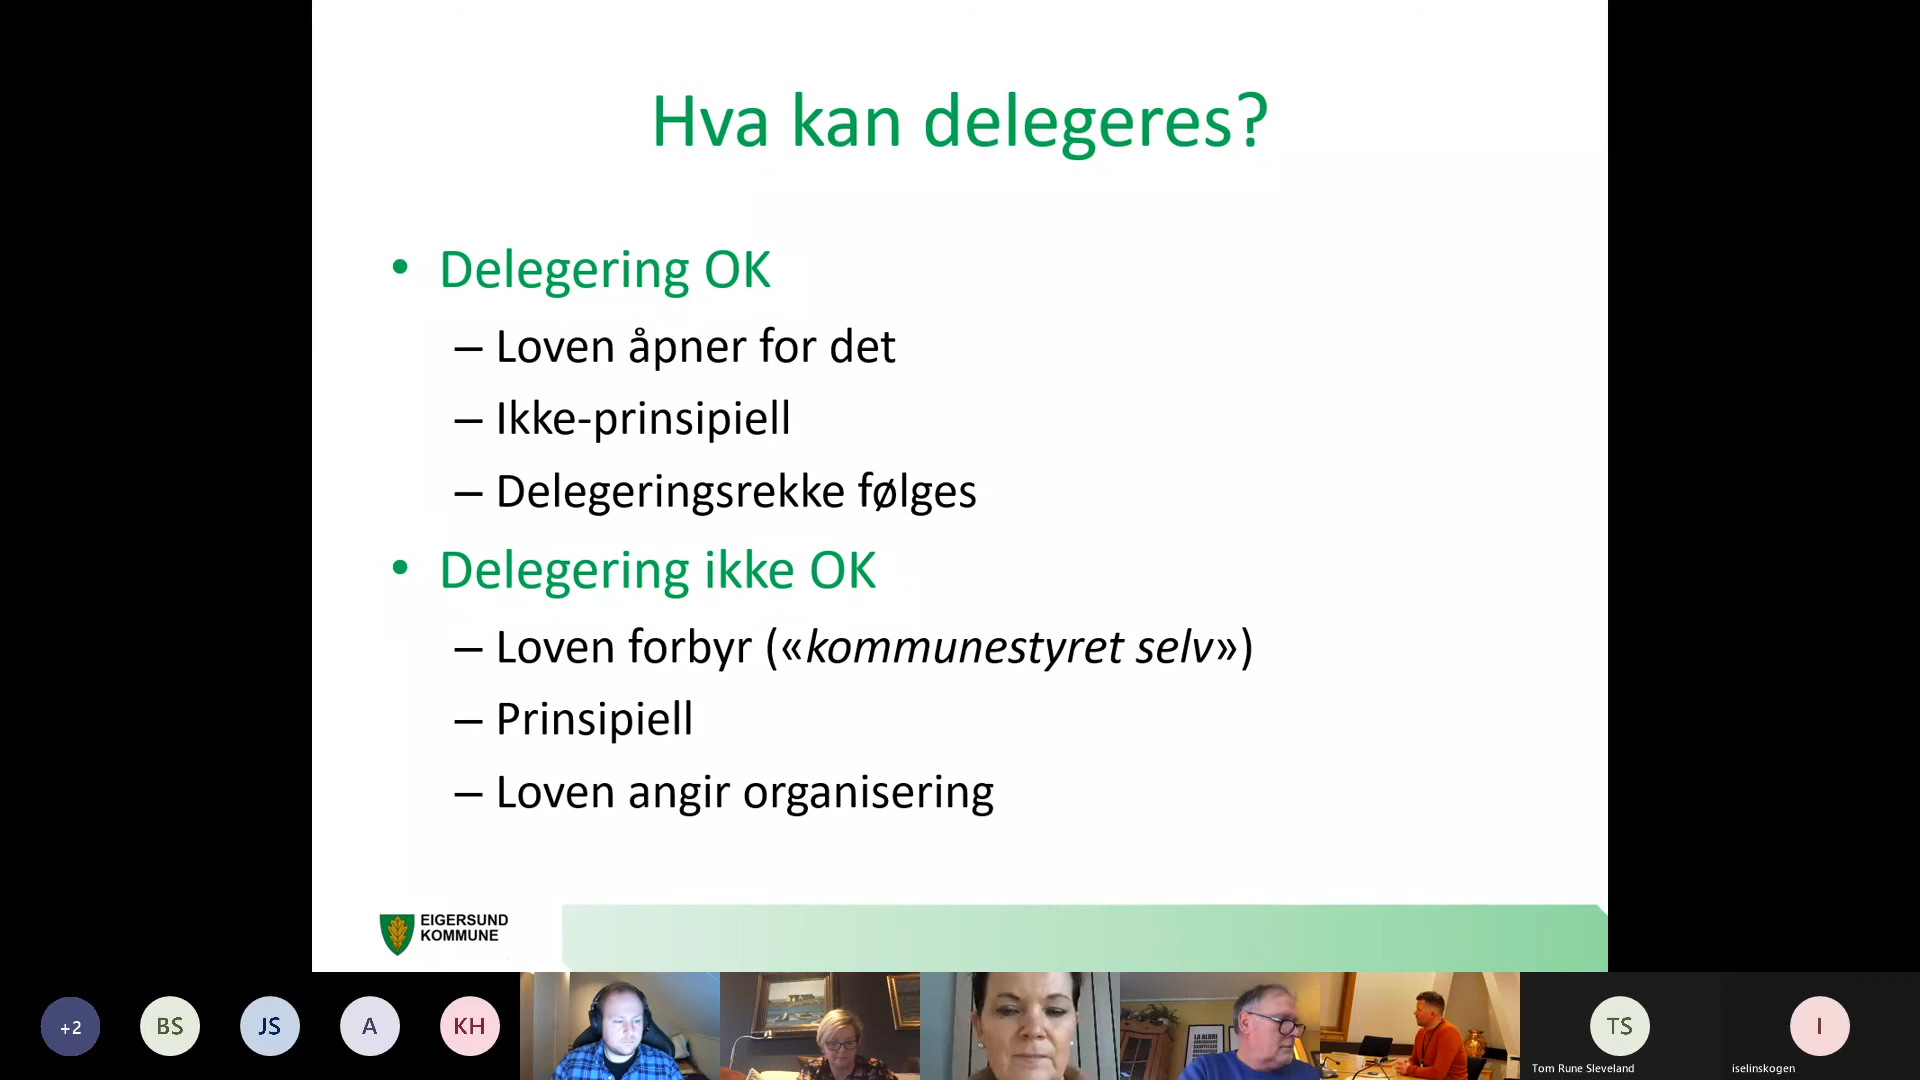 Hva kan delegeres?
• Delegering OK
– Loven åpner for det
– Ikke-prinsipiell
– Delegeringsrekke følges
• Delegering ikke OK
– Loven forbyr («kommunestyret selv»)
– Prinsipiell
– Loven angir organisering
EIGERSUND
KOMMUNE
+2
BS
JS
A
KH
TS
Tom Rune Sleveland
I
iselinskogen